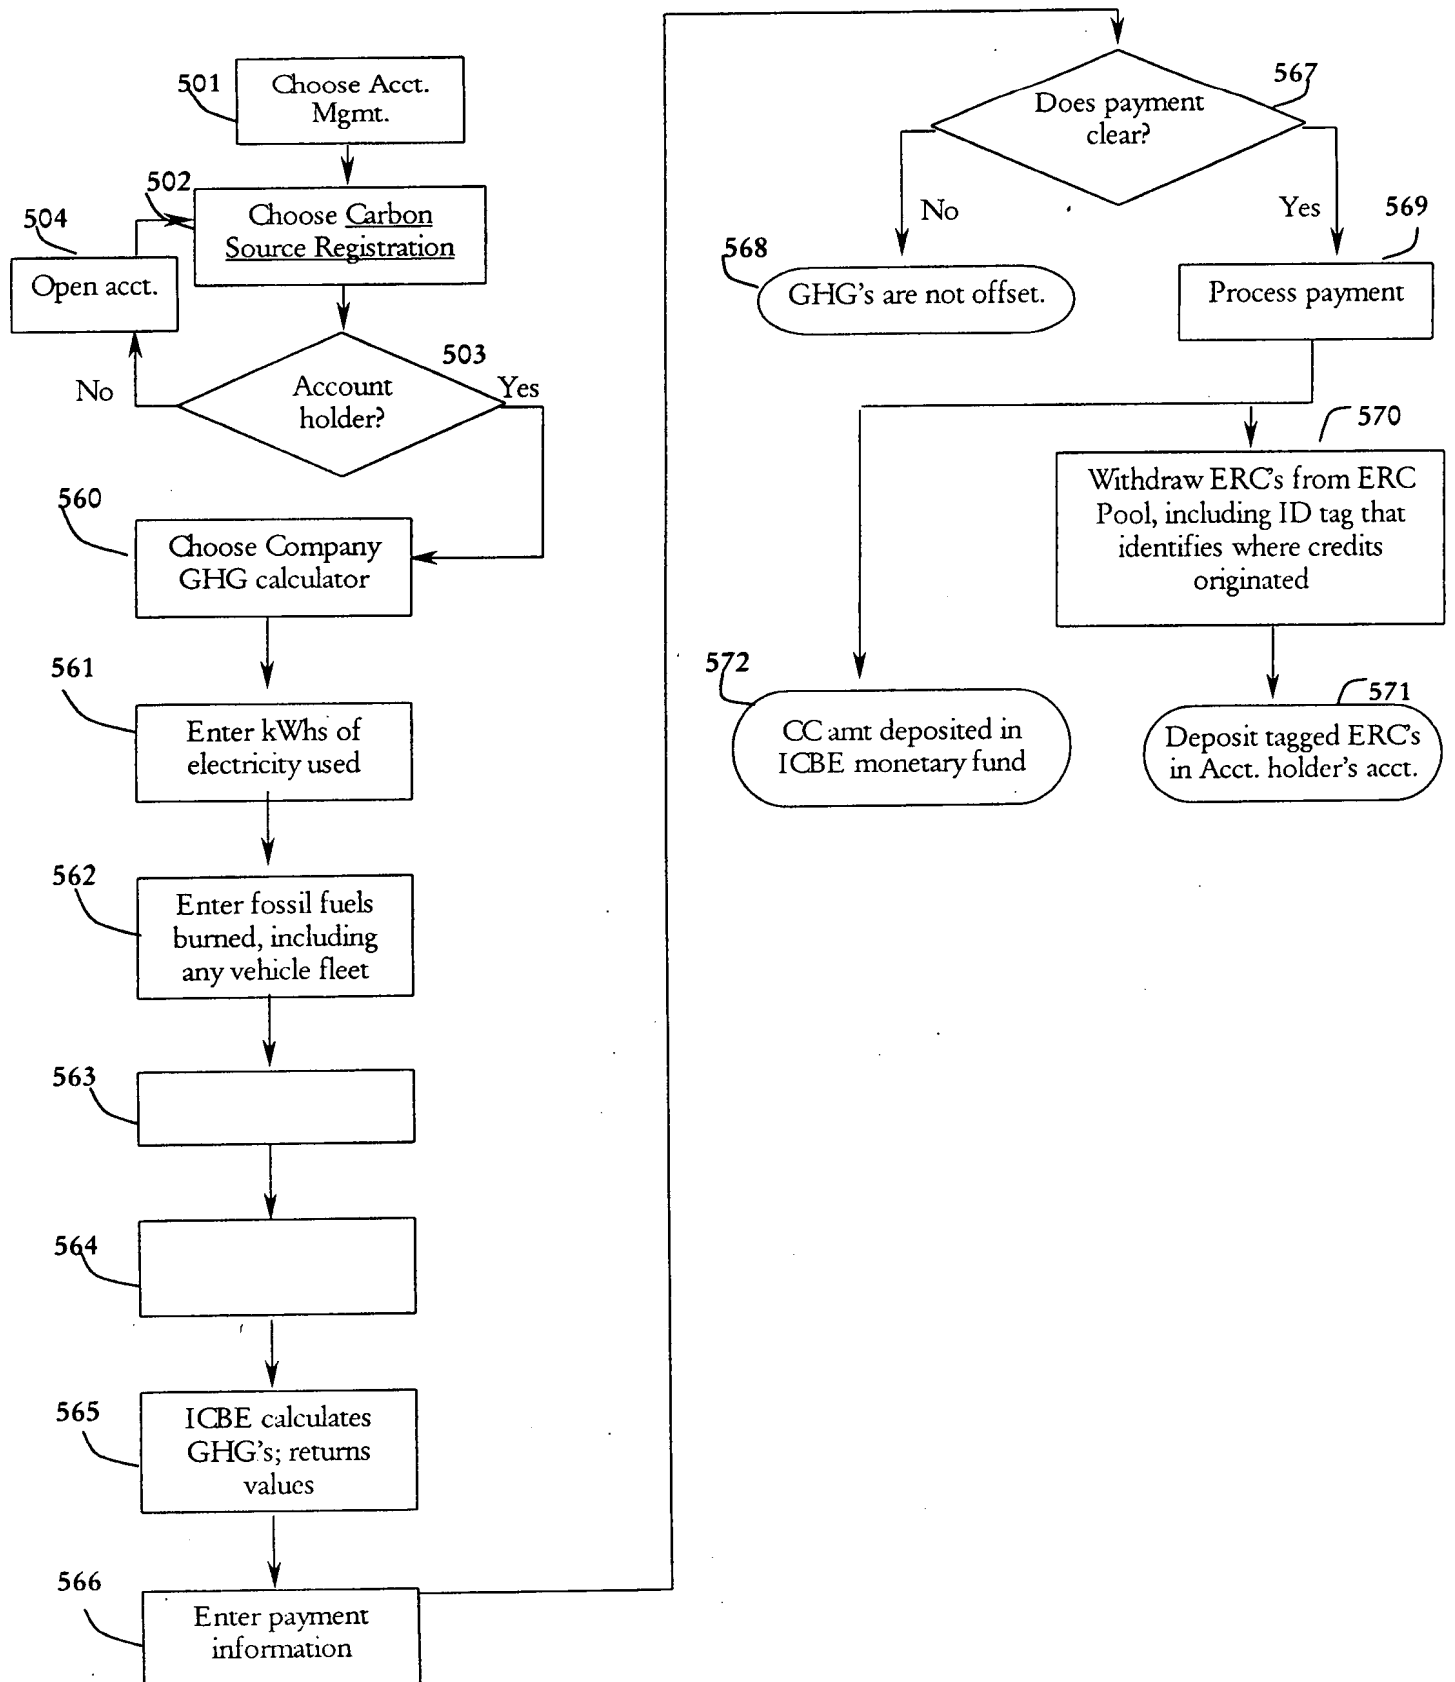 501
Choose Acct.
Mgmt.
502
Choose Carbon
Source Registration
504
Open acct.
503
Account
holder?
No
Yes
560
Choose Company
GHG calculator
561
Enter kWhs of
electricity used
562
Enter fossil fuels
burned, including
any vehicle fleet
563
564
565
ICBE calculates
GHG's; returns
values
566
Enter payment
information
567
Does payment
clear?
No
Yes
568
GHG's are not offset.
569
Process payment
570
Withdraw ERC's from ERC
Pool, including ID tag that
identifies where credits
originated
572
CC amt deposited in
ICBE monetary fund
571
Deposit tagged ERC's
in Acct. holder's acct.